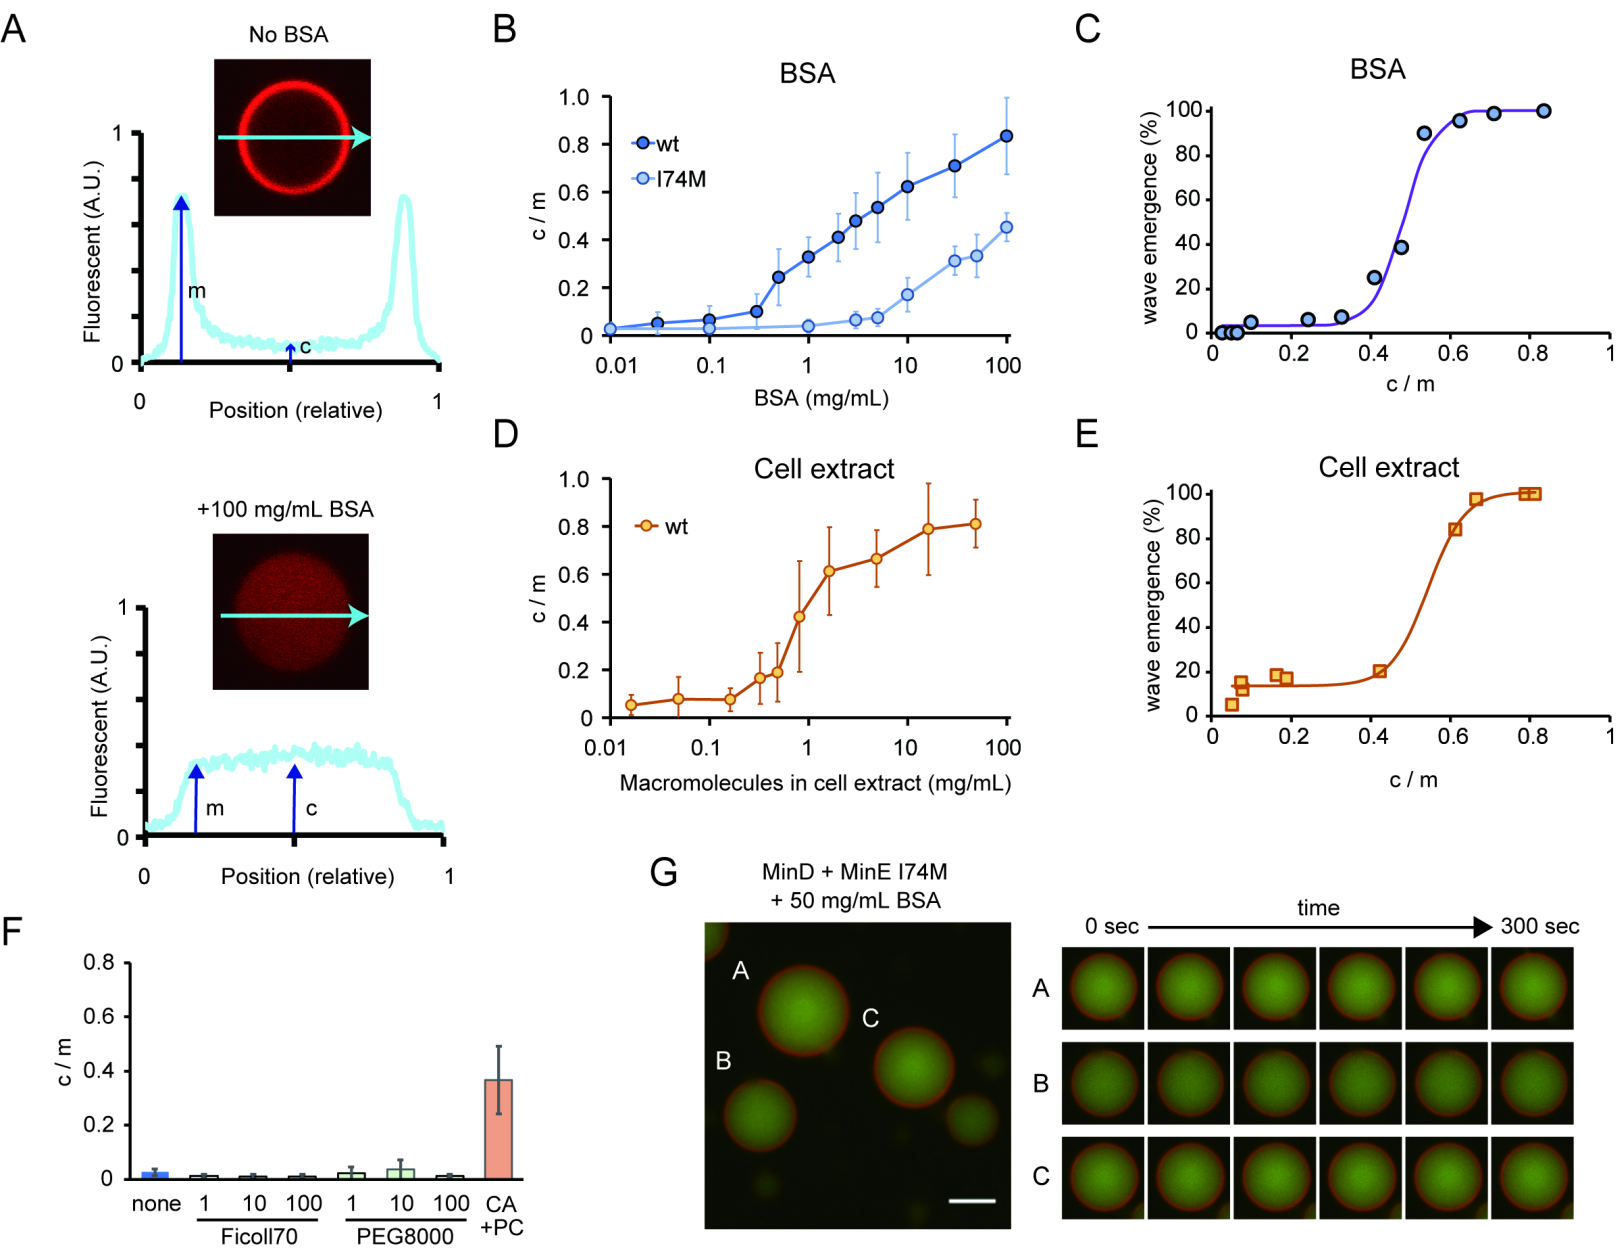 A
No BSA
1
Fluorescent (A.U.)
m
c
0
0
Position (relative)
1
+100 mg/mL BSA
1
Fluorescent (A.U.)
m
c
0
0
Position (relative)
1
B
BSA
1.0
0.8
0.6
0.4
0.2
0
c / m
wt
I74M
0.01 0.1 1 10 100
BSA (mg/mL)
C
BSA
100
80
60
40
20
0
wave emergence (%)
0 0.2 0.4 0.6 0.8 1
c / m
D
Cell extract
1.0
0.8
0.6
0.4
0.2
0
c / m
wt
0.01 0.1 1 10 100
Macromolecules in cell extract (mg/mL)
E
Cell extract
100
80
60
40
20
0
wave emergence (%)
0 0.2 0.4 0.6 0.8 1
c / m
F
0.8
0.6
0.4
0.2
0
c / m
none 1 10 100 1 10 100 CA
+PC
Ficoll70 PEG8000
G
MinD + MinE I74M
+ 50 mg/mL BSA
A
C
B
time
0 sec 300 sec
A
B
C